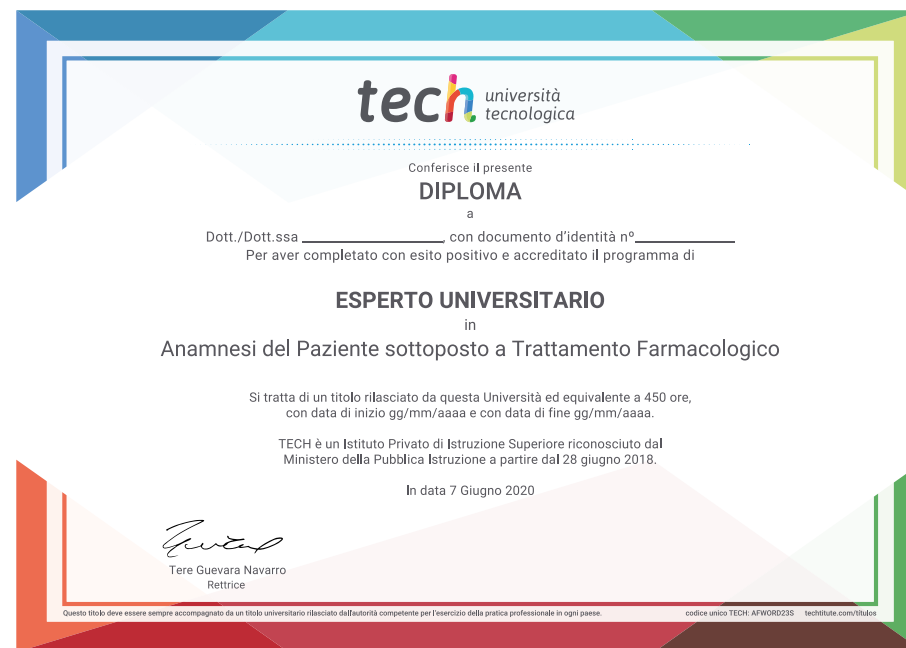 tech università
tecnologica
Conferisce il presente
DIPLOMA
a
Dott./Dott.ssa ________________, con documento d'identità nº____________
Per aver completato con esito positivo e accreditato il programma di
ESPERTO UNIVERSITARIO
in
Anamnesi del Paziente sottoposto a Trattamento Farmacologico
Si tratta di un titolo rilasciato da questa Università ed equivalente a 450 ore,
con data di inizio gg/mm/aaaa e con data di fine gg/mm/aaaa.
TECH è un Istituto Privato di Istruzione Superiore riconosciuto dal
Ministero della Pubblica Istruzione a partire dal 28 giugno 2018.
In data 7 Giugno 2020
Tere Guevara Navarro
Rettrice
Questo titolo deve essere sempre accompagnato da un titolo universitario rilasciato dall'autorità competente per l'esercizio della pratica professionale in ogni paese. codice unico TECH: AFWORD23S techtitute.com/títulos